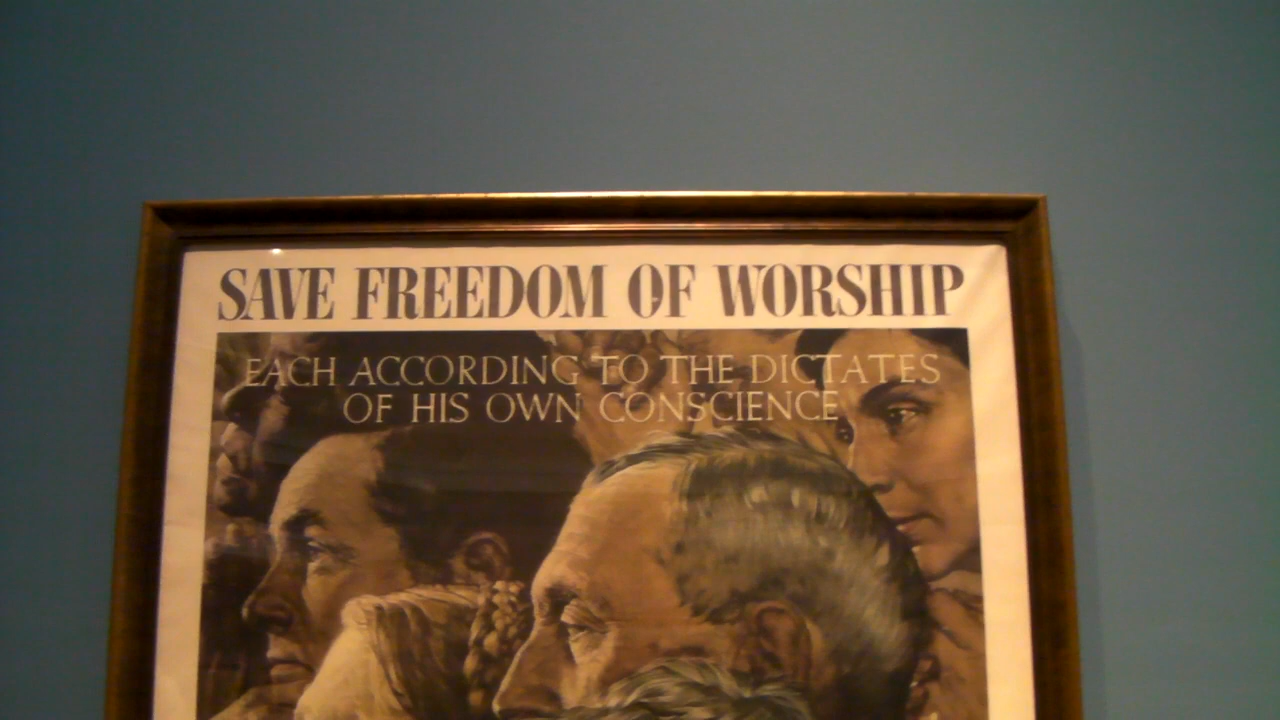 SAVE FREEDOM OF WORSHIP
EACH ACCORDING TO THE DICTATES
OF HIS OWN CONSCIENCE